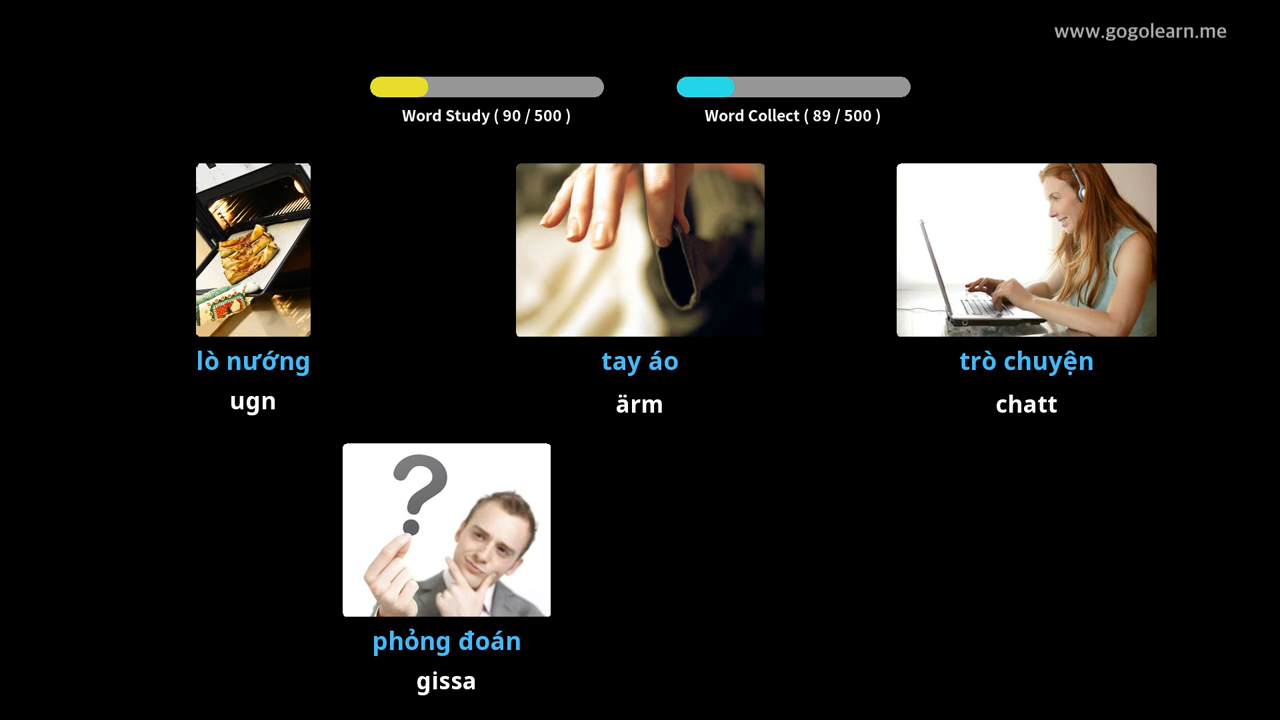 www.gogolearn.me
Word Study ( 90 / 500 )
Word Collect ( 89 / 500 )
lò nướng
ugn
tay áo
ärm
trò chuyện
chatt
phỏng đoán
gissa